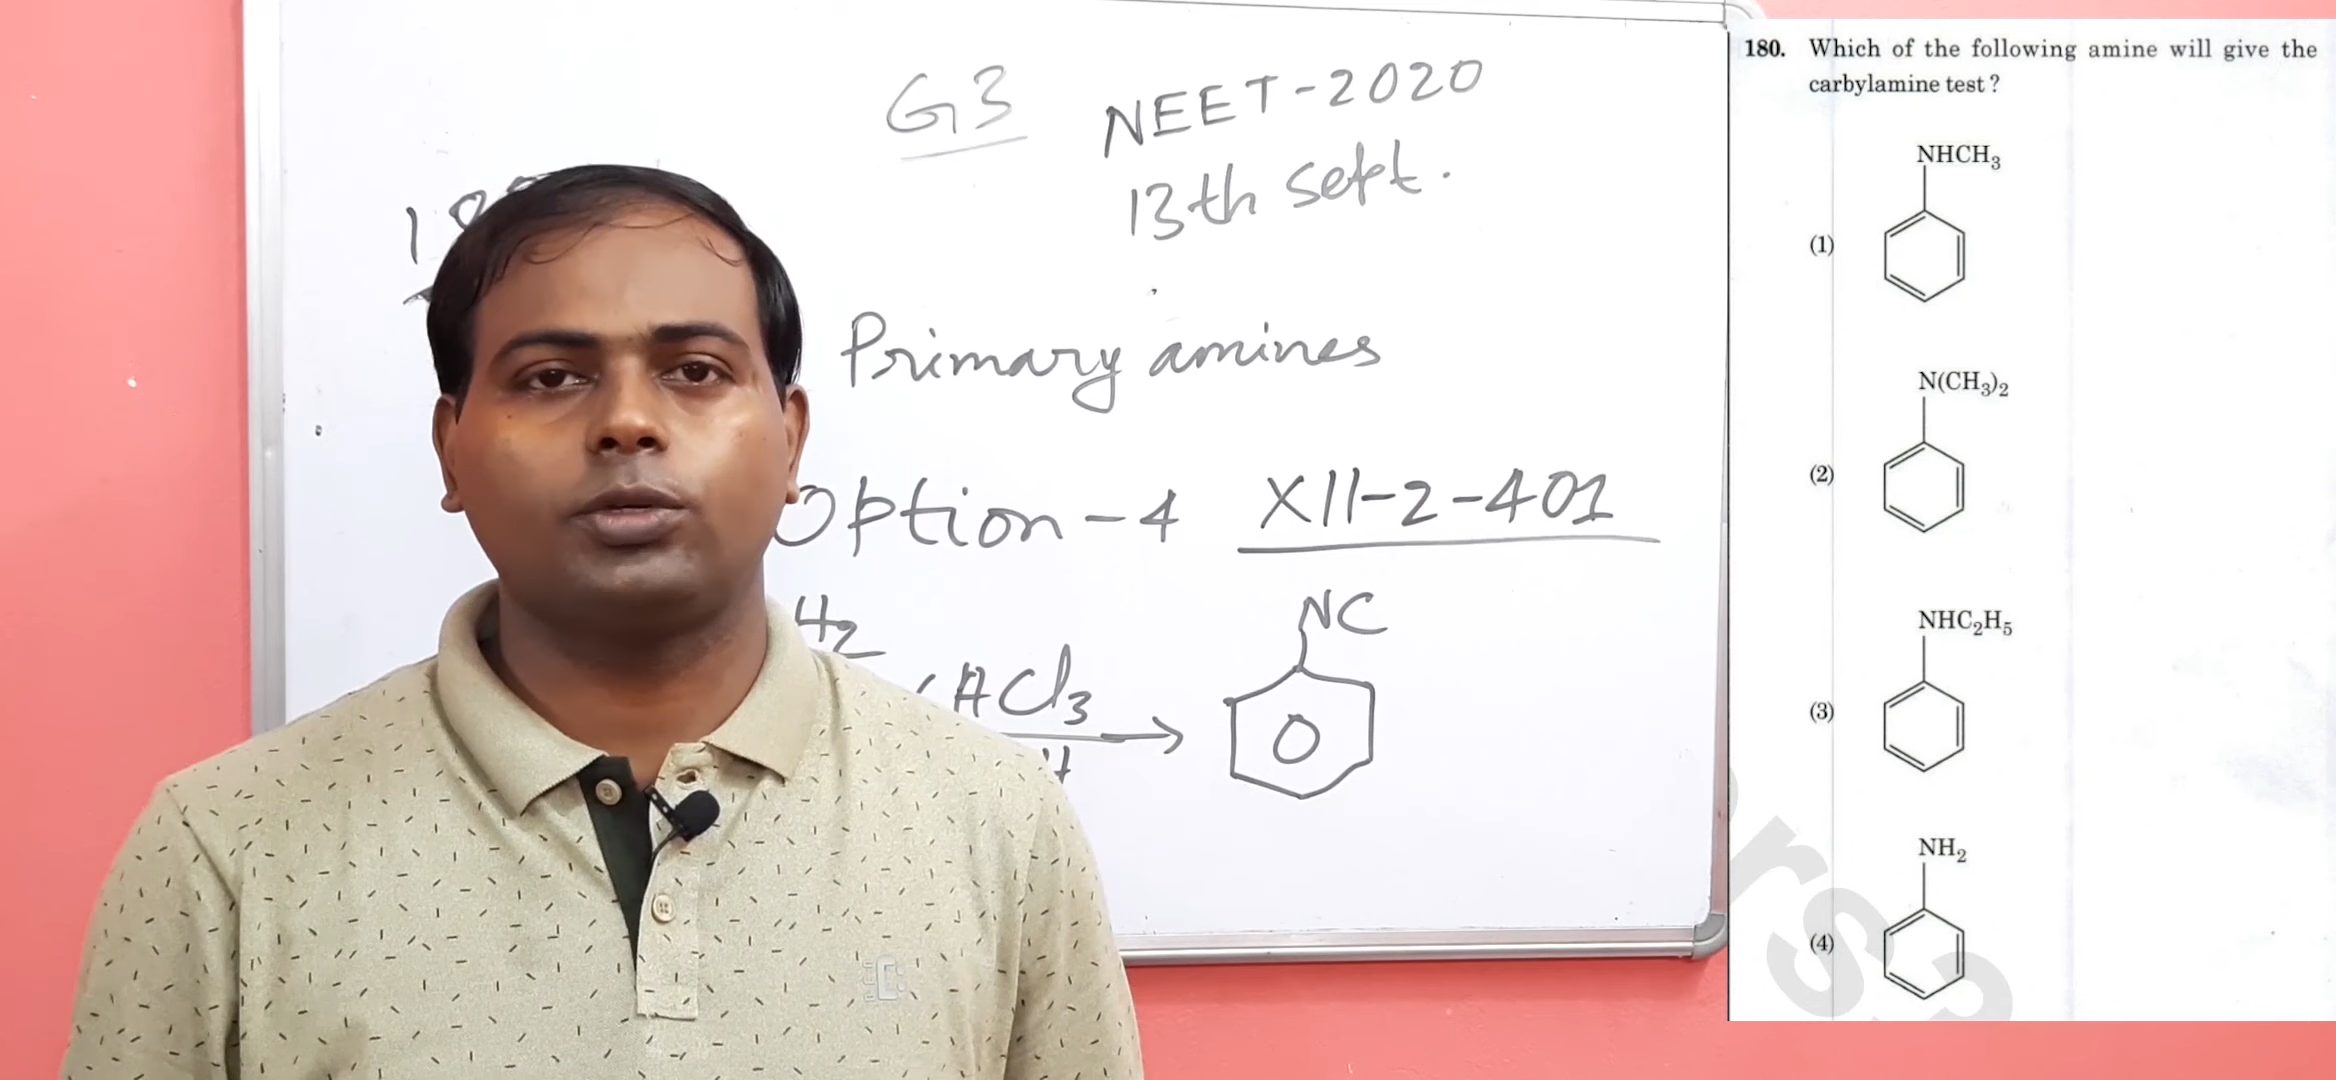 G3 NEET-2020
13th Sept.
Primary amines
Option-4 XII-2-401
NC
180. Which of the following amine will give the
carbylamine test?
NHCH₃
(1)
N(CH₃)₂
(2)
NHC₂H₅
(3)
NH₂
(4)